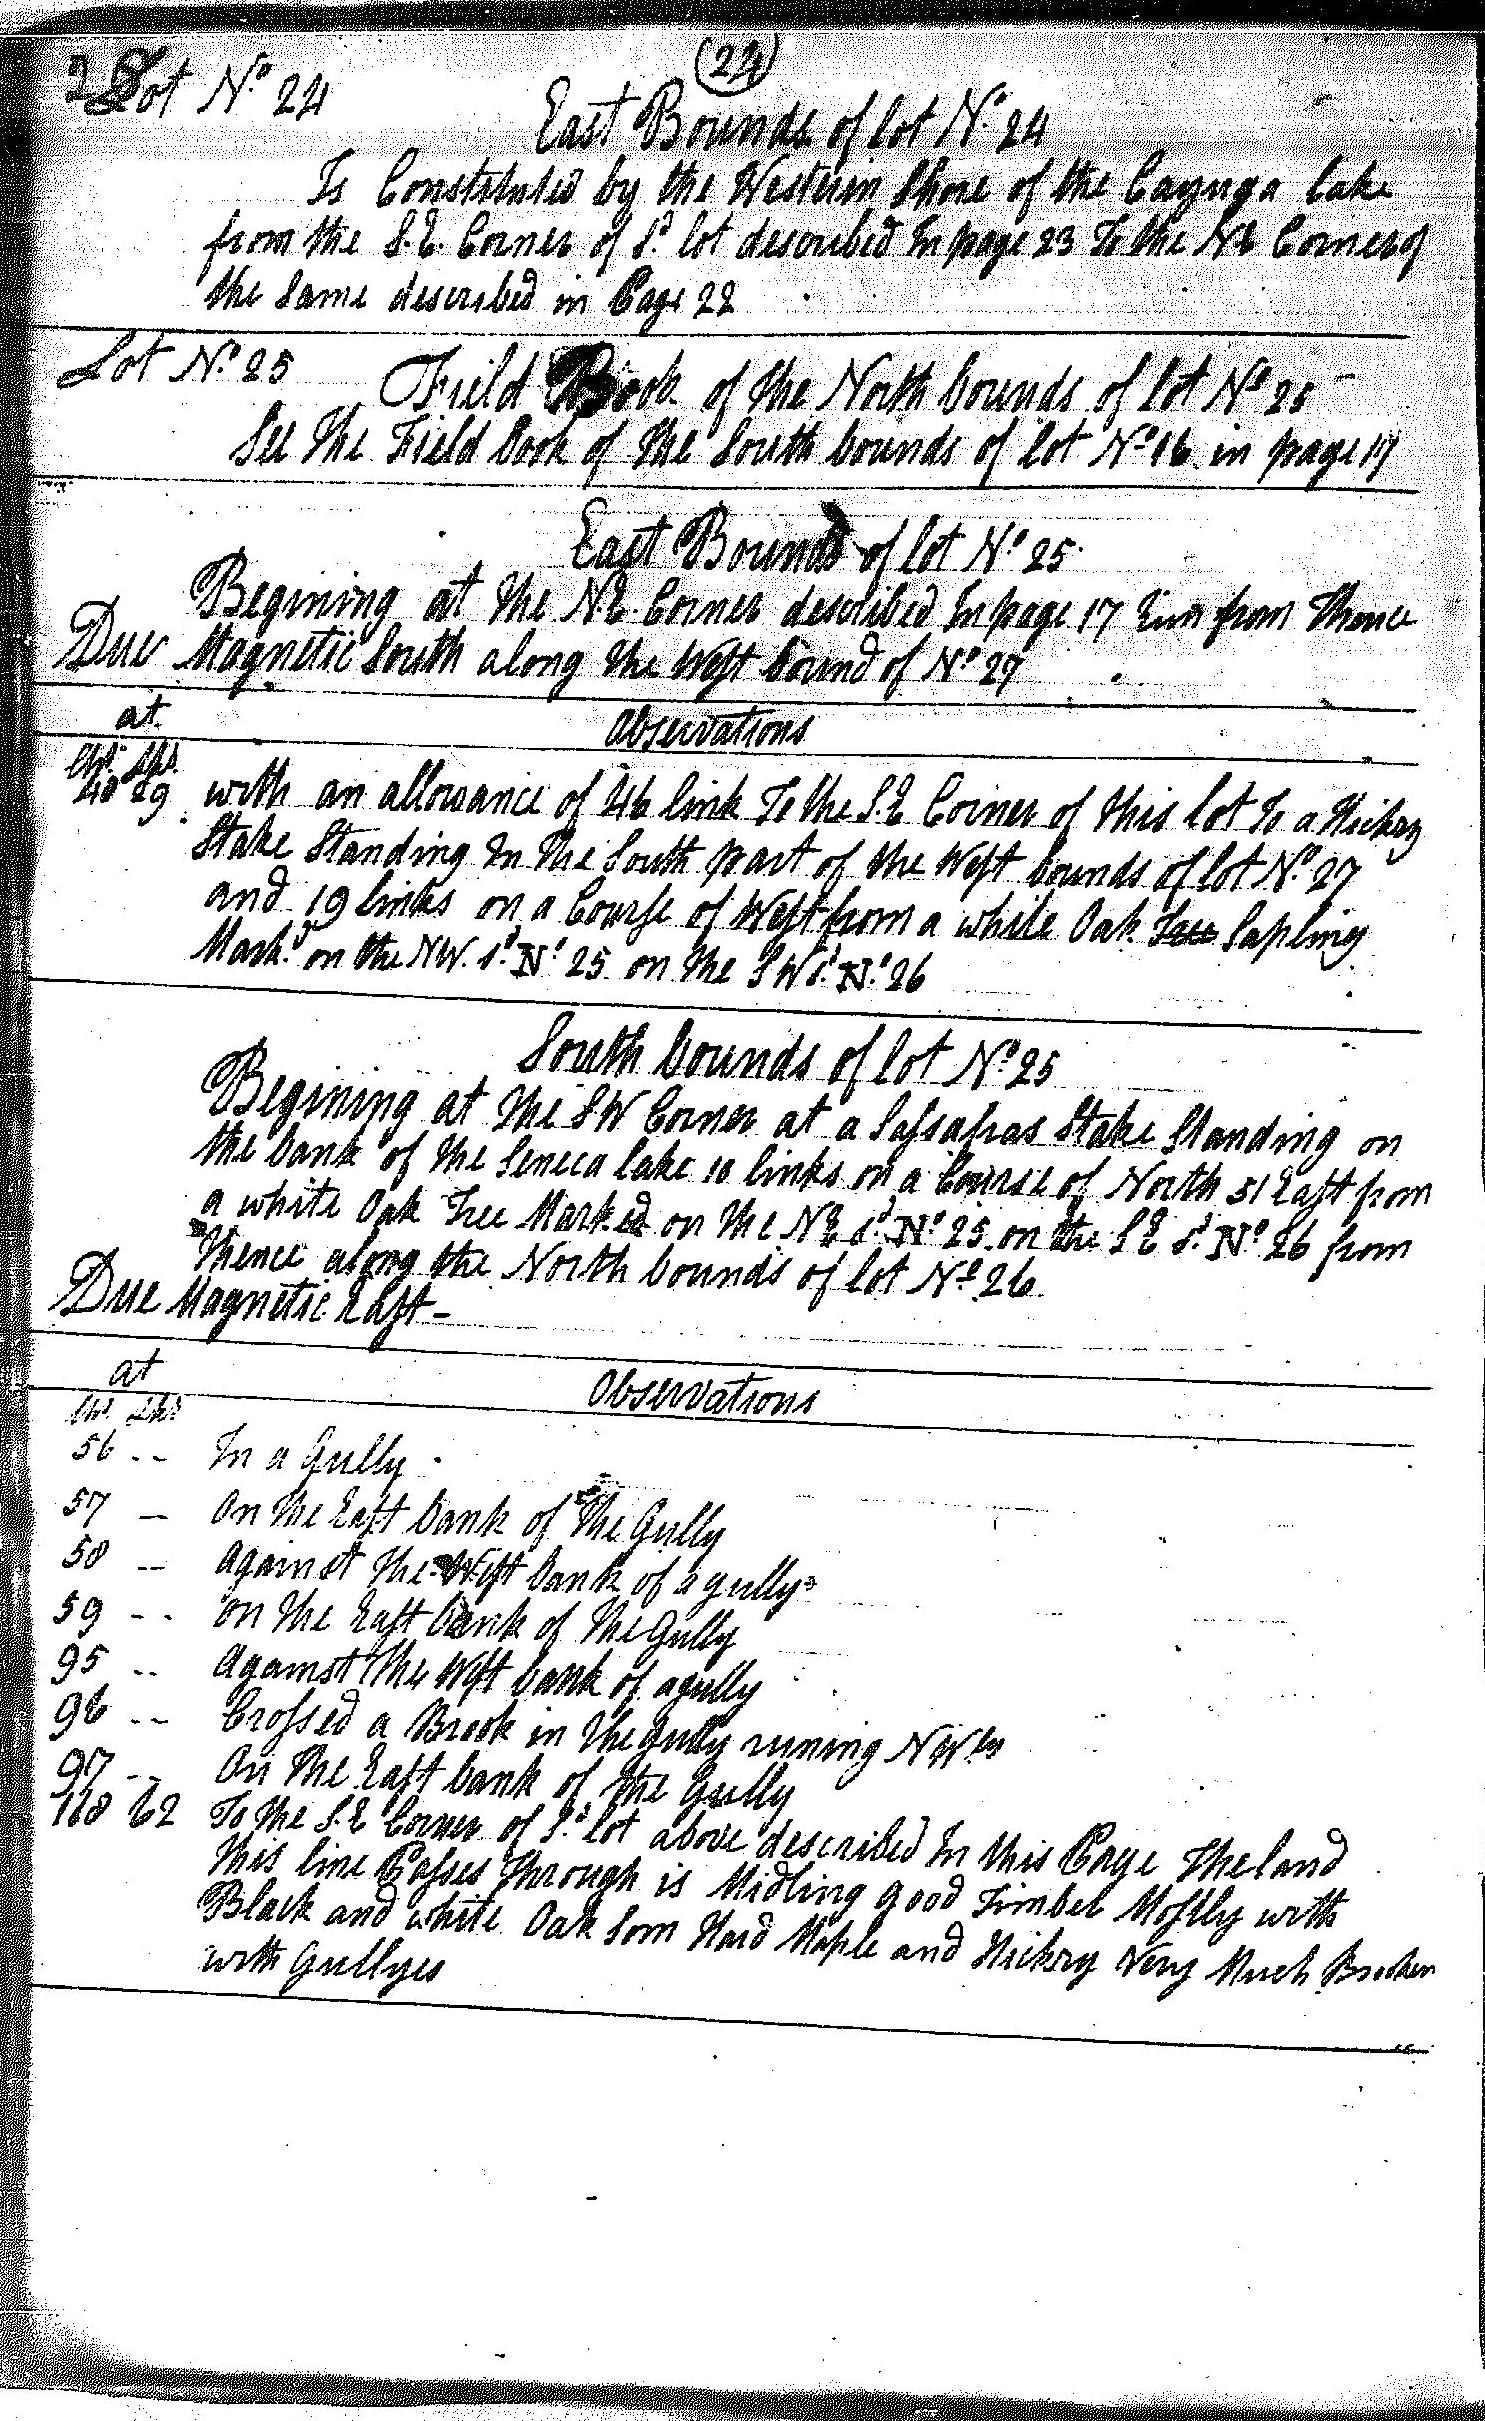 (24)
Lot No. 24
East Bounds of lot No. 24
Is Constituted by the Western Shore of the Cayuga Lake
from the S.E. Corner of sd. lot described In page 23 To the NE Corner of
the Same described in Page 22
Lot No. 25
Field Book of the North bounds of lot No. 25
See The Field book of the South bounds of lot No. 16 in page 17
East Bounds of lot No. 25
Begining at the N.E. Corner described In page 17 Run from Thence
Due Magnetic South along the West bound of No. 27
at
Observations
Chs. Lks.
48 29 with an allowance of 46 link To the S.E Corner of this lot To a Hickry
Stake Standing In the South part of the West bounds of lot No. 27
and 19 links on a Course of West from a white Oak Sapling
Markd. on the NW. sd. No. 25 on the SW sd. No. 26
South bounds of lot No. 25
Begining at the SW Corner at a Sassafras Stake Standing on
the bank of the Seneca lake 10 links on a Course of North 51 East from
a white Oak Tree Marked on the NE sd. No. 25 on the SE sd. No. 26 from
Thence along the North bounds of lot No. 26
Due Magnetic East -
at
Observations
Chs. Lks
56 -- In a Gully
57 -- On the East bank of the Gully
58 -- Against the West bank of a gully
59 -- On the East bank of the Gully
95 -- Against the West bank of a gully
96 -- Crossed a Brook in the gully runing NWly
97 -- On the East bank of the Gully
118 62 To the S.E Corner of sd. lot above described In this Page The land
this line Passes through is Midling good Timber Mostly with
Black and white Oak Som Hard Maple and Hickry Very Much Brocken
with Gullyes